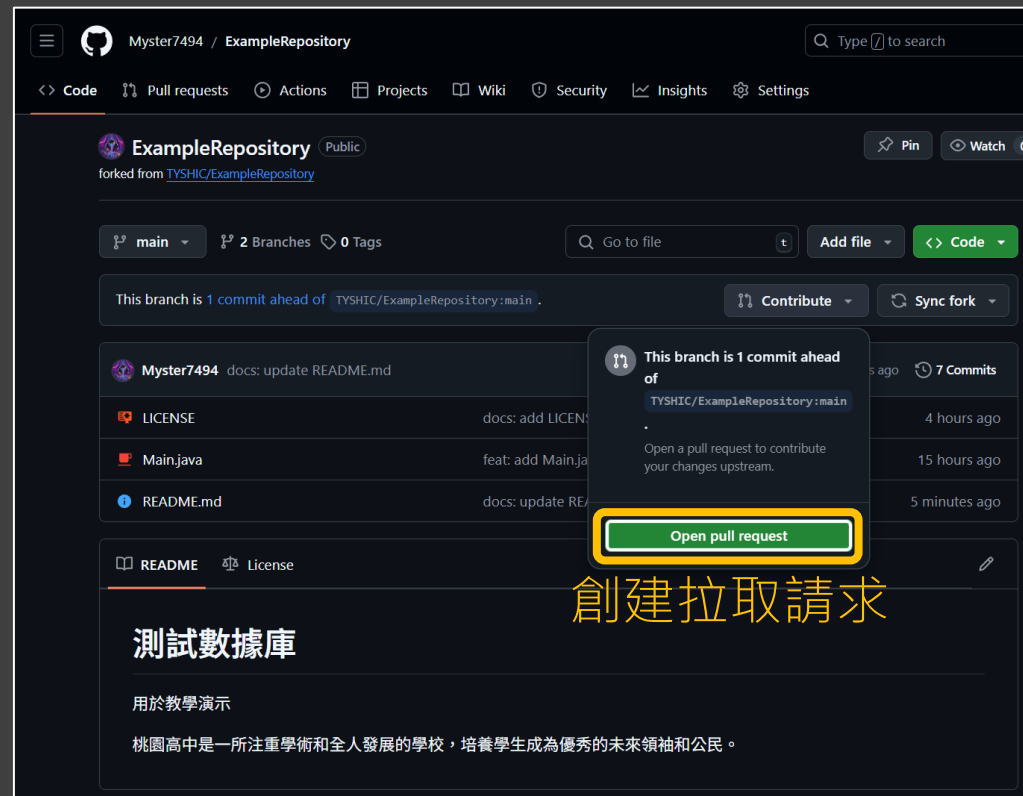 Myster7494 / ExampleRepository
Type / to search
Code Pull requests Actions Projects Wiki Security Insights Settings
ExampleRepository Public
Pin Watch
forked from TYSHIC/ExampleRepository
main 2 Branches 0 Tags Go to file t Add file Code
This branch is 1 commit ahead of TYSHIC/ExampleRepository:main . Contribute Sync fork
This branch is 1 commit ahead
of
TYSHIC/ExampleRepository:main
.
Open a pull request to contribute
your changes upstream.
Open pull request
創建拉取請求
Myster7494 docs: update README.md ago 7 Commits
LICENSE docs: add LICEN 4 hours ago
Main.java feat: add Main.ja 15 hours ago
README.md docs: update RE 5 minutes ago
README License
測試數據庫
用於教學演示
桃園高中是一所注重學術和全人發展的學校，培養學生成為優秀的未來領袖和公民。